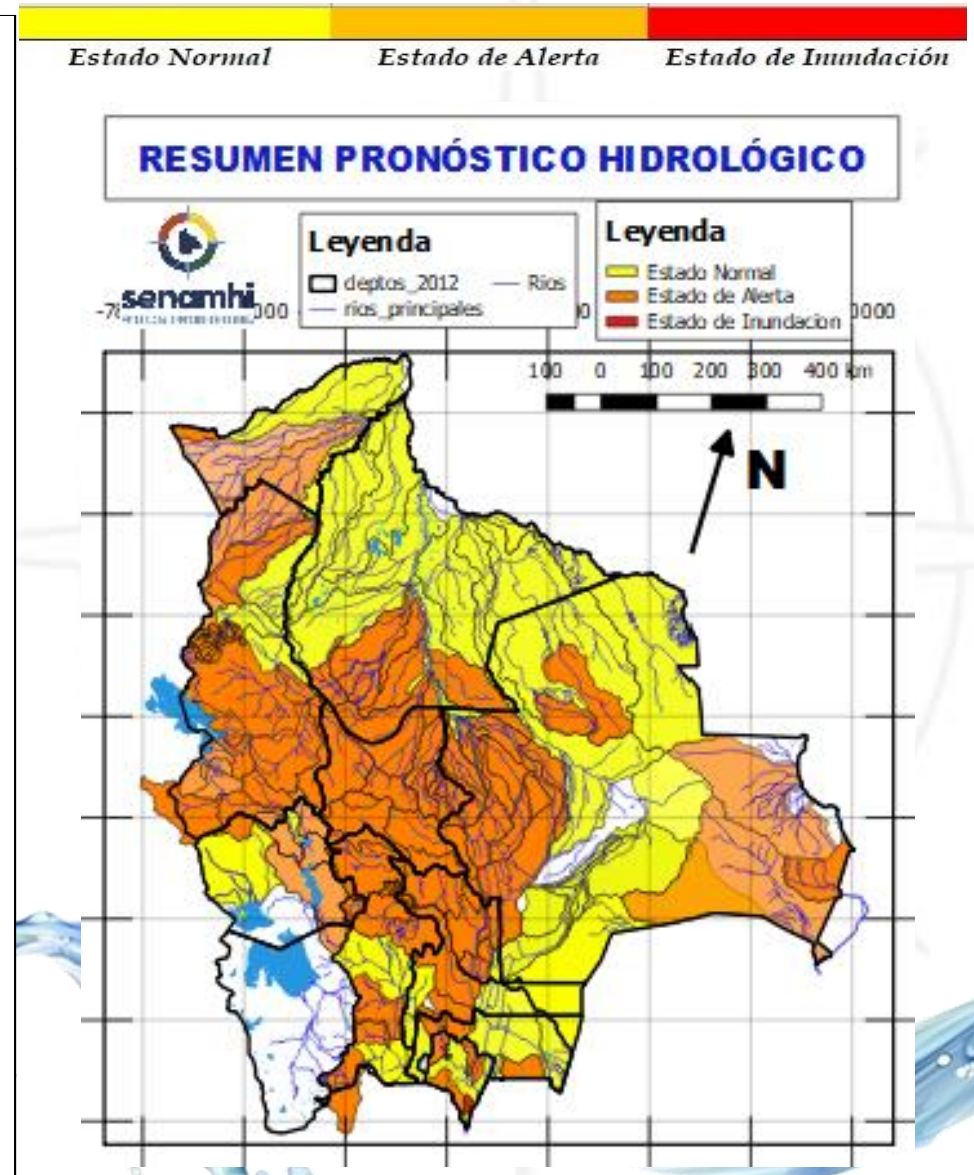 Estado Normal Estado de Alerta Estado de Inundación
RESUMEN PRONÓSTICO HIDROLÓGICO
senamhi
Leyenda
deptos_2012 Rios
rios_principales
Leyenda
Estado Normal
Estado de Alerta
Estado de Inundacion
100 0 100 200 300 400 km
N